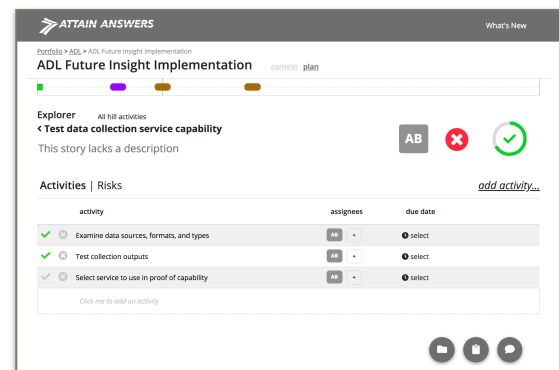 ATTAIN ANSWERS
What's New
Portfolio > ADL > ADL Future Insight Implementation
ADL Future Insight Implementation context plan
Explorer All hill activities
< Test data collection service capability
This story lacks a description
AB
Activities | Risks
add activity...
activity assignees due date
Examine data sources, formats, and types AB + select
Test collection outputs AB + select
Select service to use in proof of capability AB + select
Click me to add an activity